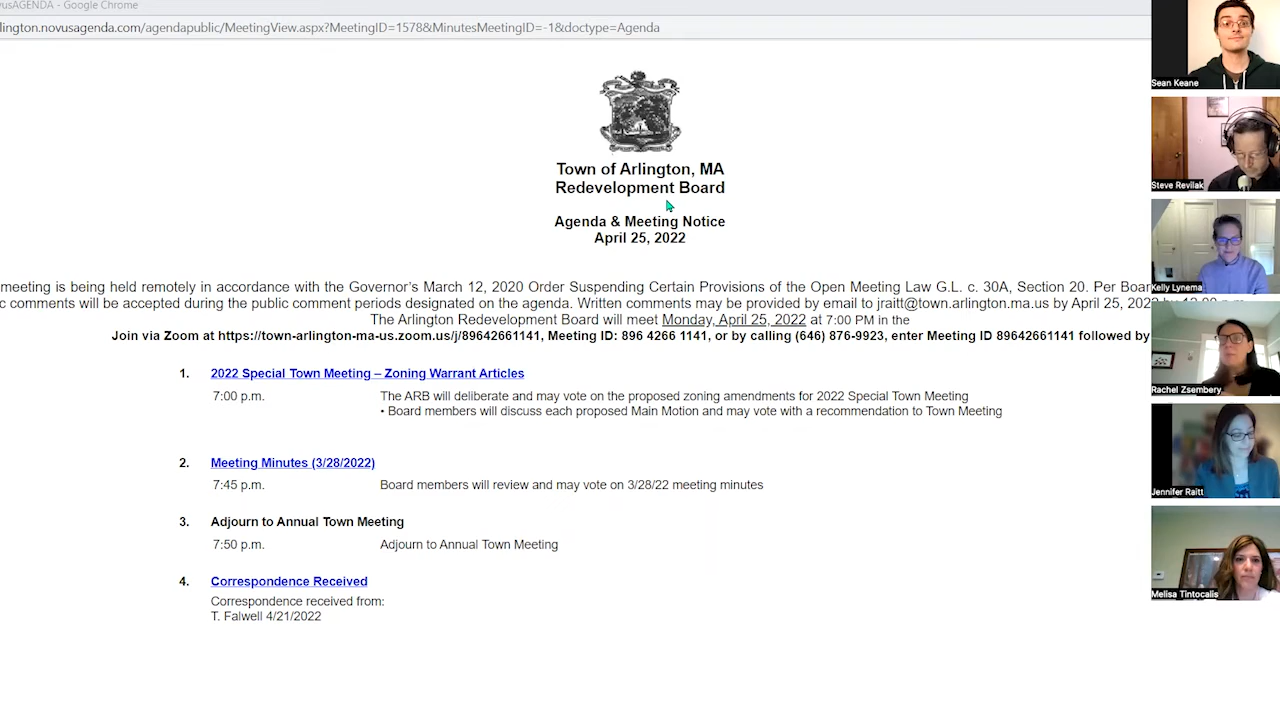 vusAGENDA - Google Chrome
lington.novusagenda.com/agendapublic/MeetingView.aspx?MeetingID=1578&MinutesMeetingID=-1&doctype=Agenda
Town of Arlington, MA
Redevelopment Board
Agenda & Meeting Notice
April 25, 2022
meeting is being held remotely in accordance with the Governor's March 12, 2020 Order Suspending Certain Provisions of the Open Meeting Law G.L. c. 30A, Section 20. Per Boar
c comments will be accepted during the public comment periods designated on the agenda. Written comments may be provided by email to jraitt@town.arlington.ma.us by April 25, 202
The Arlington Redevelopment Board will meet Monday, April 25, 2022 at 7:00 PM in the
Join via Zoom at https://town-arlington-ma-us.zoom.us/j/89642661141, Meeting ID: 896 4266 1141, or by calling (646) 876-9923, enter Meeting ID 89642661141 followed by
1. 2022 Special Town Meeting – Zoning Warrant Articles
7:00 p.m. The ARB will deliberate and may vote on the proposed zoning amendments for 2022 Special Town Meeting
• Board members will discuss each proposed Main Motion and may vote with a recommendation to Town Meeting
2. Meeting Minutes (3/28/2022)
7:45 p.m. Board members will review and may vote on 3/28/22 meeting minutes
3. Adjourn to Annual Town Meeting
7:50 p.m. Adjourn to Annual Town Meeting
4. Correspondence Received
Correspondence received from:
T. Falwell 4/21/2022
Sean Keane
Steve Revilak
Kelly Lynema
Rachel Zsembery
Jennifer Raitt
Melisa Tintocalis